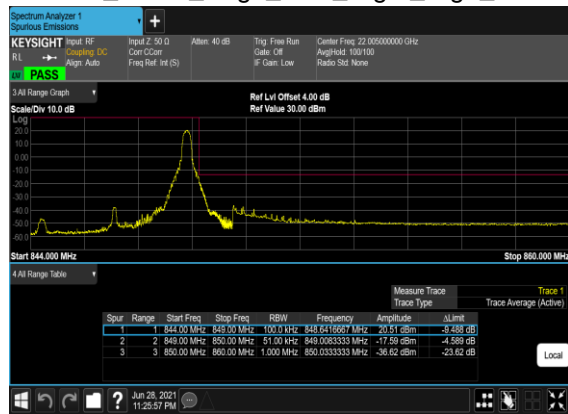 Spectrum Analyzer 1
Spurious Emissions
+
KEYSIGHT Input: RF Input Z: 50 Ω Atten: 40 dB Trig: Free Run Center Freq: 22.005000000 GHz
RL Coupling: DC Corr CCorr Gate: Off Avg|Hold: 100/100
Align: Auto Freq Ref: Int (S) IF Gain: Low Radio Std: None
PASS
3 All Range Graph
Ref Lvl Offset 4.00 dB
Scale/Div 10.0 dB Ref Value 30.00 dBm
Log
20.0
10.0
0.00
-10.0
-20.0
-30.0
-40.0
-50.0
-60.0
Start 844.000 MHz Stop 860.000 MHz
4 All Range Table
Measure Trace Trace 1
Trace Type Trace Average (Active)
Spur Range Start Freq Stop Freq RBW Frequency Amplitude ΔLimit
1 1 844.00 MHz 849.00 MHz 100.0 kHz 848.6416667 MHz 20.51 dBm -9.488 dB
2 2 849.00 MHz 850.00 MHz 51.00 kHz 849.0083333 MHz -17.59 dBm -4.589 dB
3 3 850.00 MHz 860.00 MHz 1.000 MHz 850.0333333 MHz -36.62 dBm -23.62 dB
Local
? Jun 28, 2021
11:25:57 PM